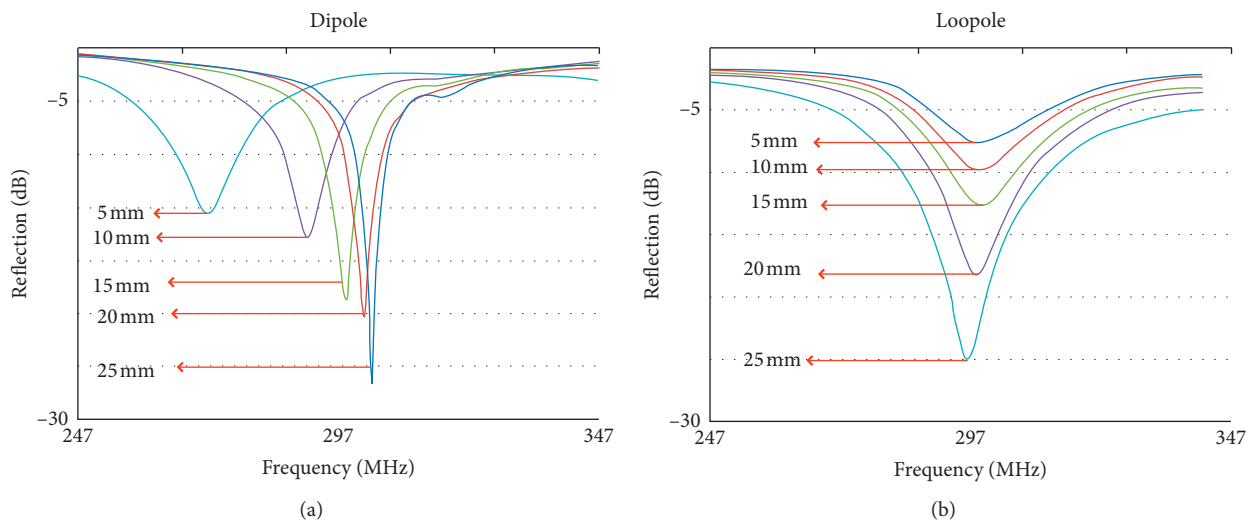 Dipole
−5
5 mm
10 mm
15 mm
20 mm
25 mm
−30
247
297
347
Reflection (dB)
Frequency (MHz)
(a)
Loopole
−5
5 mm
10 mm
15 mm
20 mm
25 mm
−30
247
297
347
Reflection (dB)
Frequency (MHz)
(b)